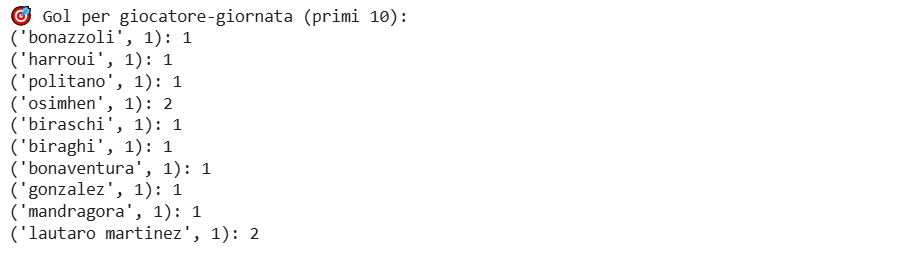 🎯 Gol per giocatore-giornata (primi 10):
('bonazzoli', 1): 1
('harroui', 1): 1
('politano', 1): 1
('osimhen', 1): 2
('biraschi', 1): 1
('biraghi', 1): 1
('bonaventura', 1): 1
('gonzalez', 1): 1
('mandragora', 1): 1
('lautaro martinez', 1): 2